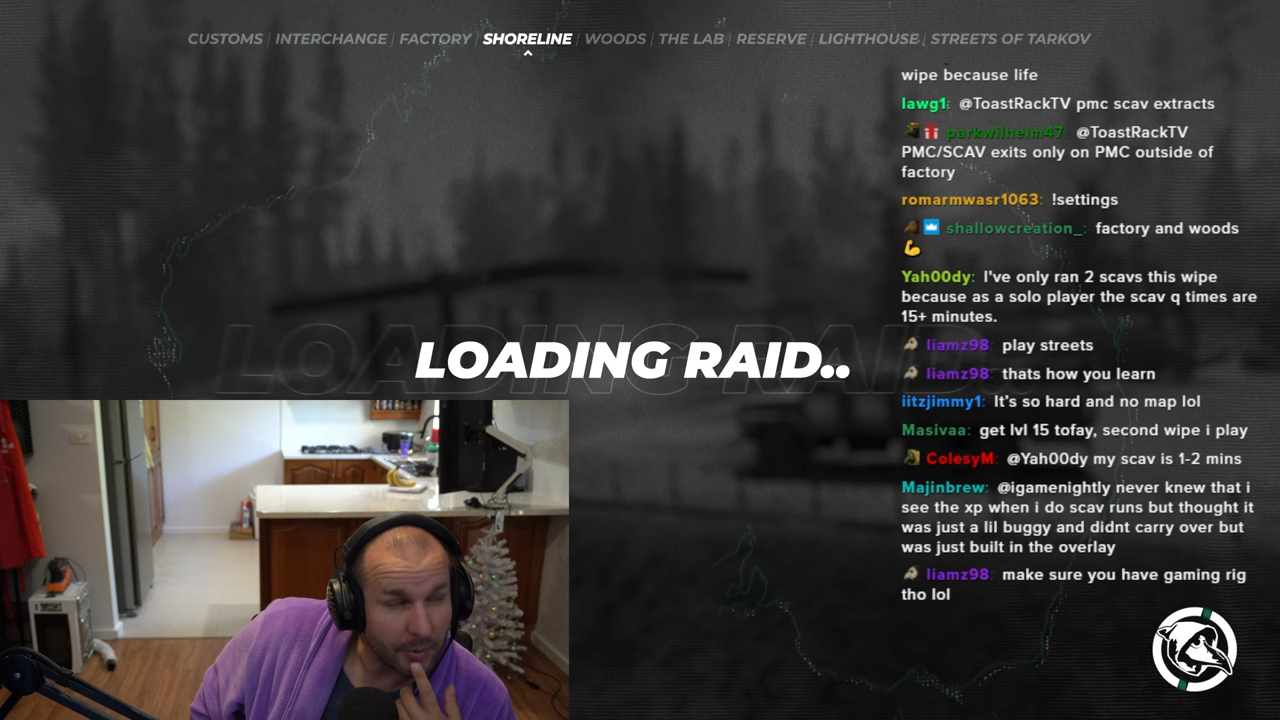 CUSTOMS | INTERCHANGE | FACTORY | SHORELINE | WOODS | THE LAB | RESERVE | LIGHTHOUSE | STREETS OF TARKOV
wipe because life
lawg1: @ToastRackTV pmc scav extracts
parkwilhelm47: @ToastRackTV
PMC/SCAV exits only on PMC outside of
factory
romarmwasr1063: !settings
shallowcreation_: factory and woods
Yah00dy: I've only ran 2 scavs this wipe
because as a solo player the scav q times are
15+ minutes.
LOADING RAID
LOADING RAID..
liamz98: play streets
liamz98: thats how you learn
iitzjimmy1: It's so hard and no map lol
Masivaa: get lvl 15 tofay, second wipe i play
ColesyM: @Yah00dy my scav is 1-2 mins
Majinbrew: @igamenightly never knew that i
see the xp when i do scav runs but thought it
was just a lil buggy and didnt carry over but
was just built in the overlay
liamz98: make sure you have gaming rig
tho lol